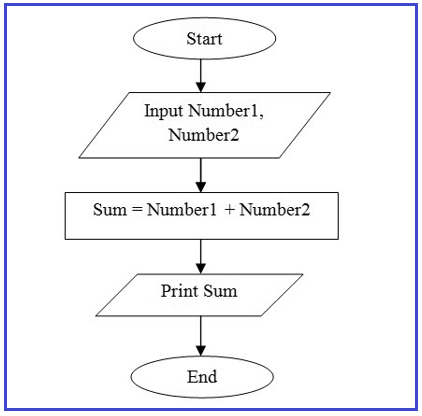 Start
Input Number1,
Number2
Sum = Number1 + Number2
Print Sum
End